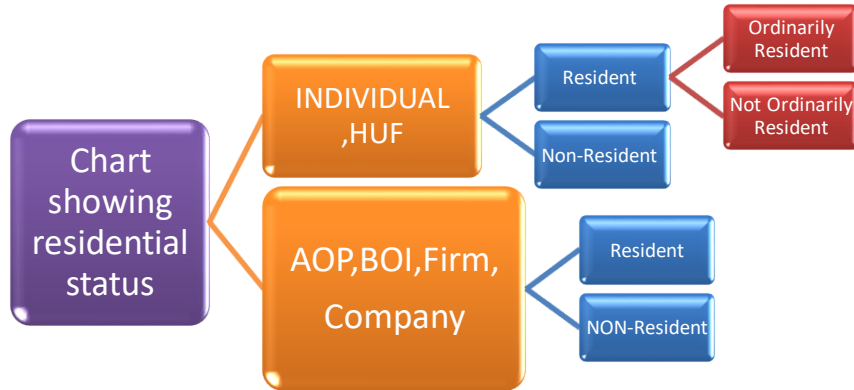 Chart
showing
residential
status
INDIVIDUAL
,HUF
Resident
Ordinarily
Resident
Not Ordinarily
Resident
Non-Resident
AOP,BOI,Firm,
Company
Resident
NON-Resident